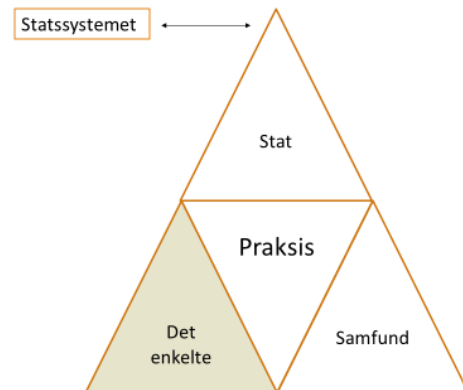 Statssystemet
Stat
Praksis
Det
enkelte
Samfund